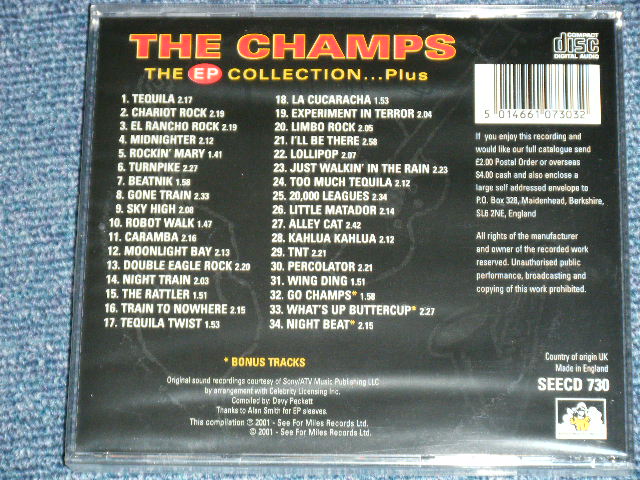 THE CHAMPS
THE EP COLLECTION...Plus
1. TEQUILA 2.17
2. CHARIOT ROCK 2.19
3. EL RANCHO ROCK 2.19
4. MIDNIGHTER 2.12
5. ROCKIN' MARY 1.41
6. TURNPIKE 2.27
7. BEATNIK 1.58
8. GONE TRAIN 2.33
9. SKY HIGH 2.08
10. ROBOT WALK 1.47
11. CARAMBA 2.16
12. MOONLIGHT BAY 2.13
13. DOUBLE EAGLE ROCK 2.20
14. NIGHT TRAIN 2.03
15. THE RATTLER 1.51
16. TRAIN TO NOWHERE 2.15
17. TEQUILA TWIST 1.53
18. LA CUCARACHA 1.53
19. EXPERIMENT IN TERROR 2.04
20. LIMBO ROCK 2.05
21. I'LL BE THERE 2.58
22. LOLLIPOP 2.07
23. JUST WALKIN' IN THE RAIN 2.23
24. TOO MUCH TEQUILA 2.12
25. 20,000 LEAGUES 2.34
26. LITTLE MATADOR 2.14
27. ALLEY CAT 2.42
28. KAHLUA KAHLUA 2.12
29. TNT 2.21
30. PERCOLATOR 2.21
31. WING DING 1.51
32. GO CHAMPS* 1.58
33. WHAT'S UP BUTTERCUP* 2.27
34. NIGHT BEAT* 2.15
* BONUS TRACKS
Original sound recordings courtesy of Sony/ATV Music Publishing LLC
by arrangement with Celebrity Licensing Inc.
Compiled by: Davy Peckett
Thanks to Alan Smith for EP sleeves.
This compilation ℗ 2001 - See For Miles Records Ltd.
© 2001 - See For Miles Records Ltd.
COMPACT
disc
DIGITAL AUDIO
5 014661 073032
If you enjoy this recording and
would like our full catalogue send
£2.00 Postal Order or overseas
$4.00 cash and also enclose a
large self addressed envelope to
P.O. Box 328, Maidenhead, Berkshire,
SL6 2NE, England
All rights of the manufacturer
and owner of the recorded work
reserved. Unauthorised public
performance, broadcasting and
copying of this work prohibited.
Country of origin UK
Made in England
SEECD 730